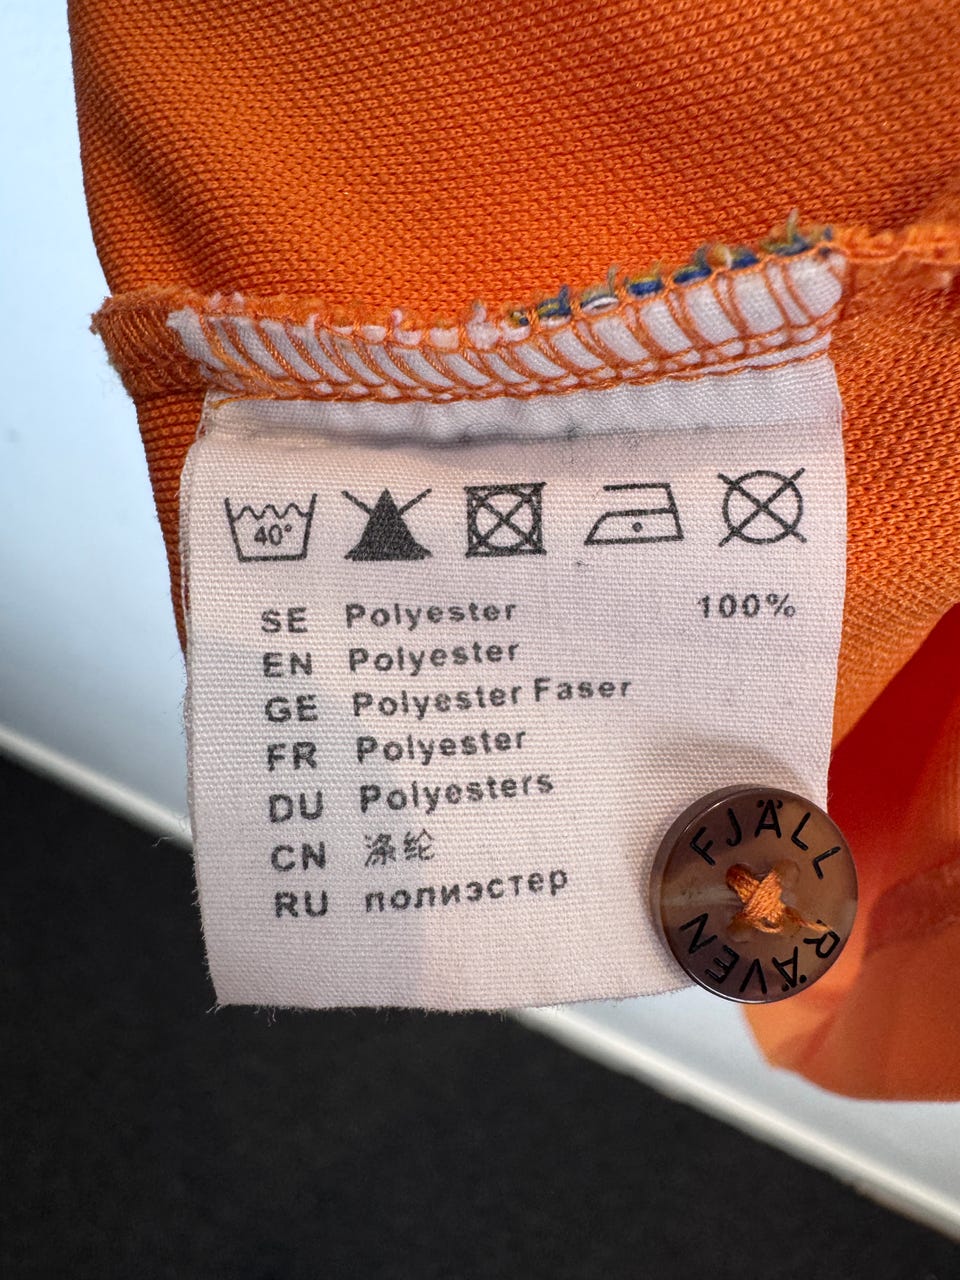 40°
SE Polyester 100%
EN Polyester
GE Polyester Faser
FR Polyester
DU Polyesters
CN 涤纶
RU полиэстер
FJÄLL
RÄVEN